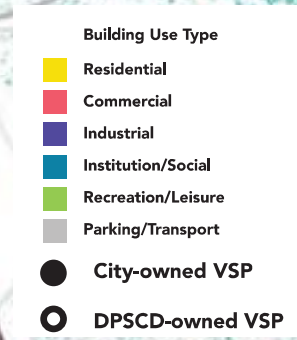 Building Use Type
Residential
Commercial
Industrial
Institution/Social
Recreation/Leisure
Parking/Transport
City-owned VSP
DPSCD-owned VSP